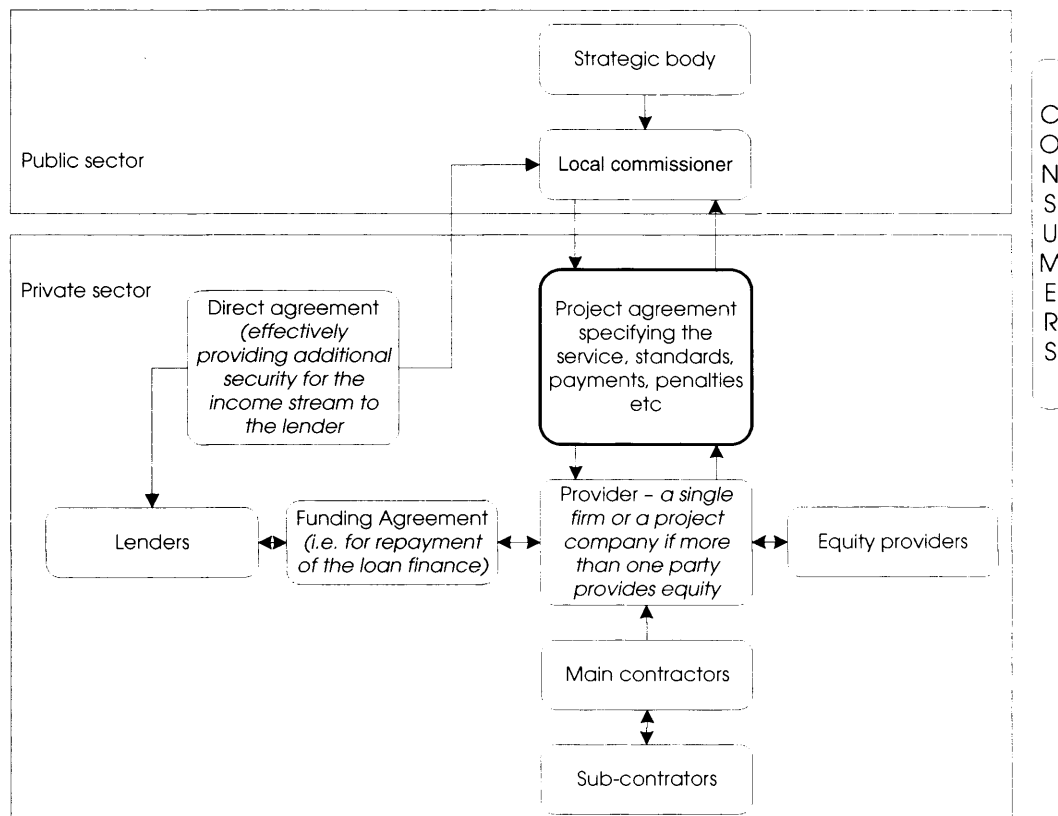 Strategic body
Public sector
Local commissioner
CONSUMERS
Private sector
Direct agreement
(effectively
providing additional
security for the
income stream to
the lender
Project agreement
specifying the
service, standards,
payments, penalties
etc
Lenders
Funding Agreement
(i.e. for repayment
of the loan finance)
Provider – a single
firm or a project
company if more
than one party
provides equity
Equity providers
Main contractors
Sub-contrators